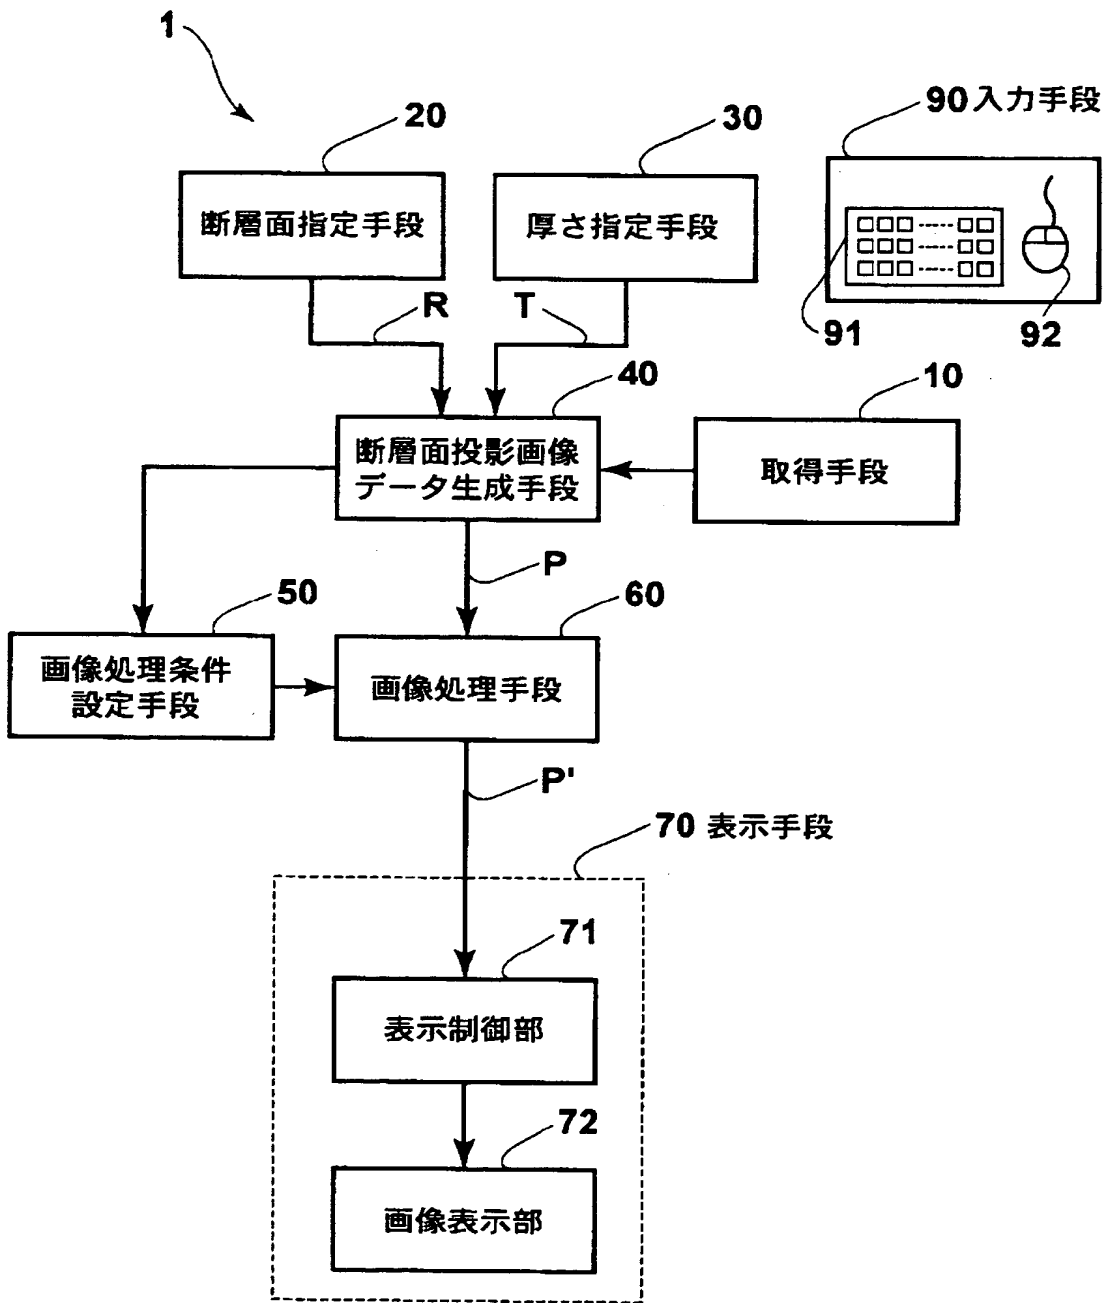 1
20
30
90 入力手段
断層面指定手段
厚さ指定手段
91
92
R
T
40
10
断層面投影画像
データ生成手段
取得手段
P
50
60
画像処理条件
設定手段
画像処理手段
P'
70 表示手段
71
表示制御部
72
画像表示部